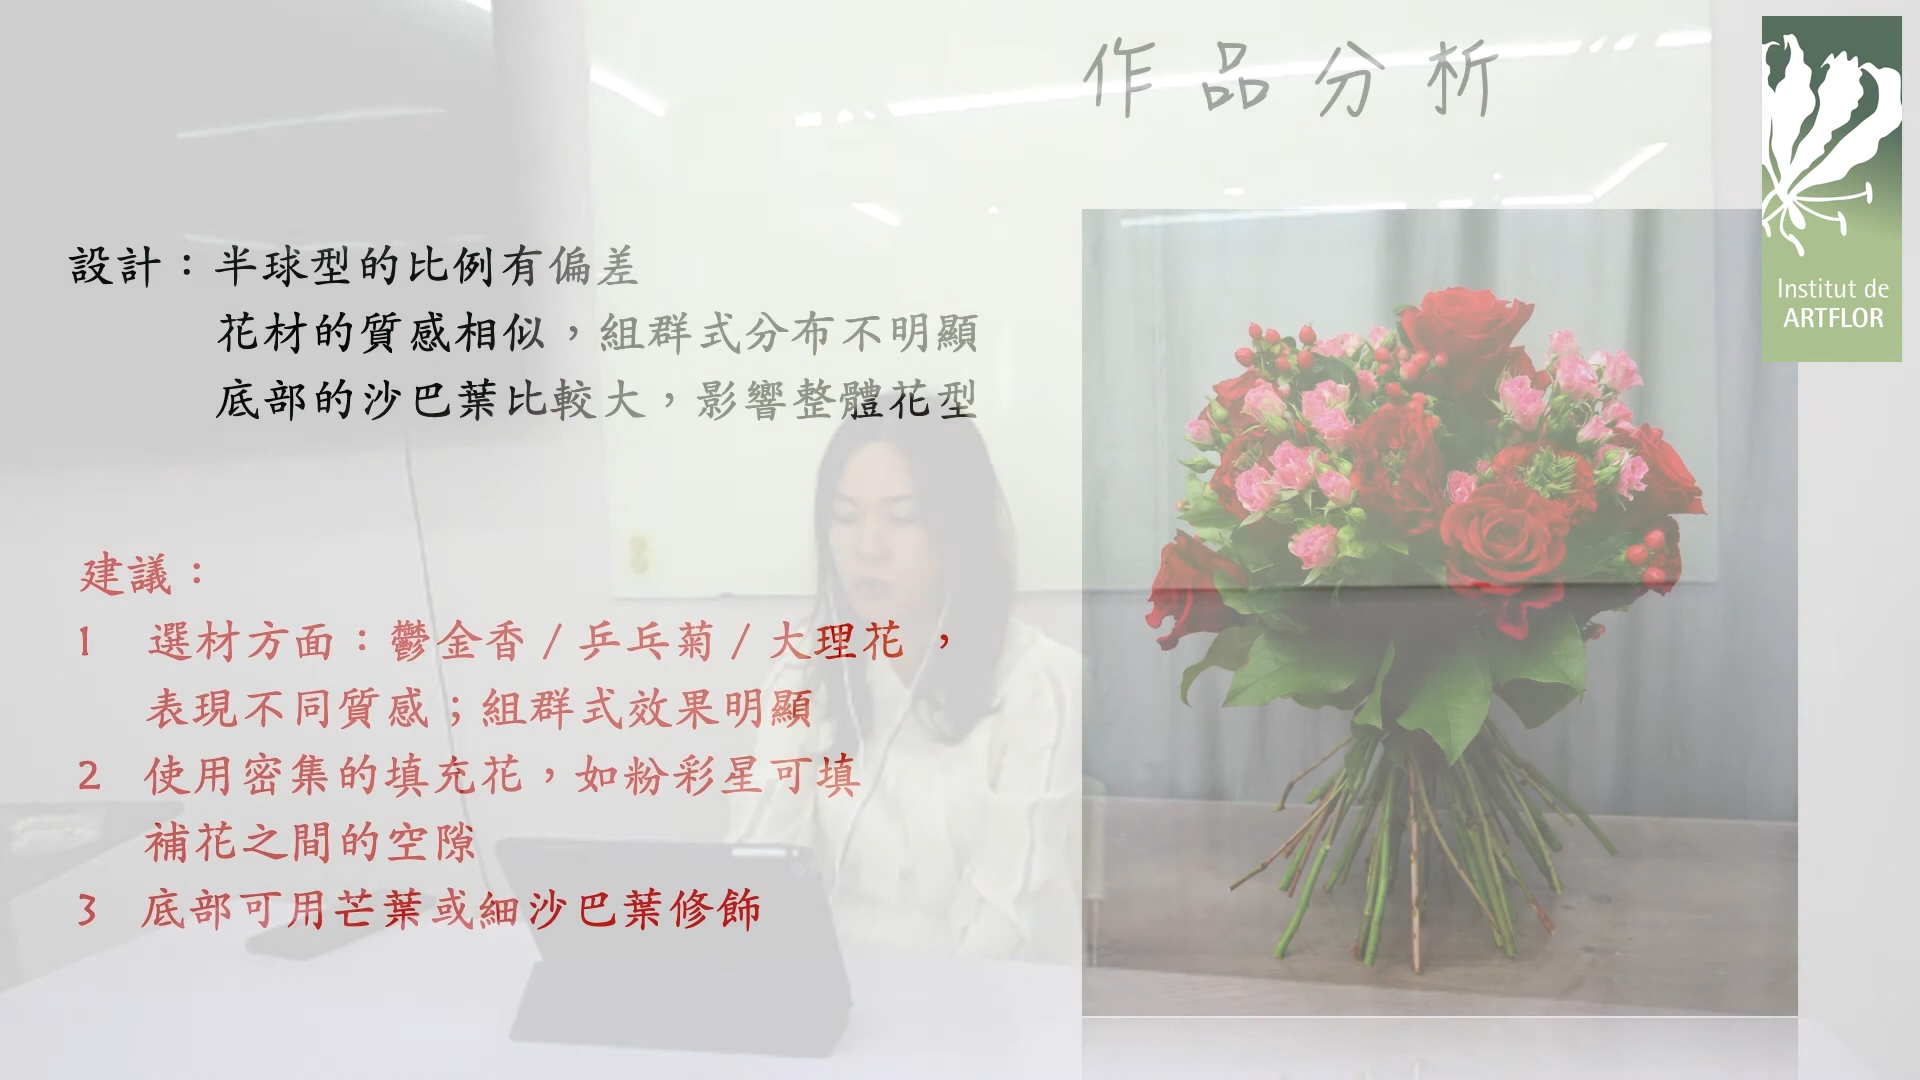 作品分析
Institut de
ARTFLOR
設計：半球型的比例有偏差
花材的質感相似，組群式分布不明顯
底部的沙巴葉比較大，影響整體花型
建議：
1 選材方面：鬱金香 / 乒乓菊 / 大理花 ，
表現不同質感；組群式效果明顯
2 使用密集的填充花，如粉彩星可填
補花之間的空隙
3 底部可用芒葉或細沙巴葉修飾